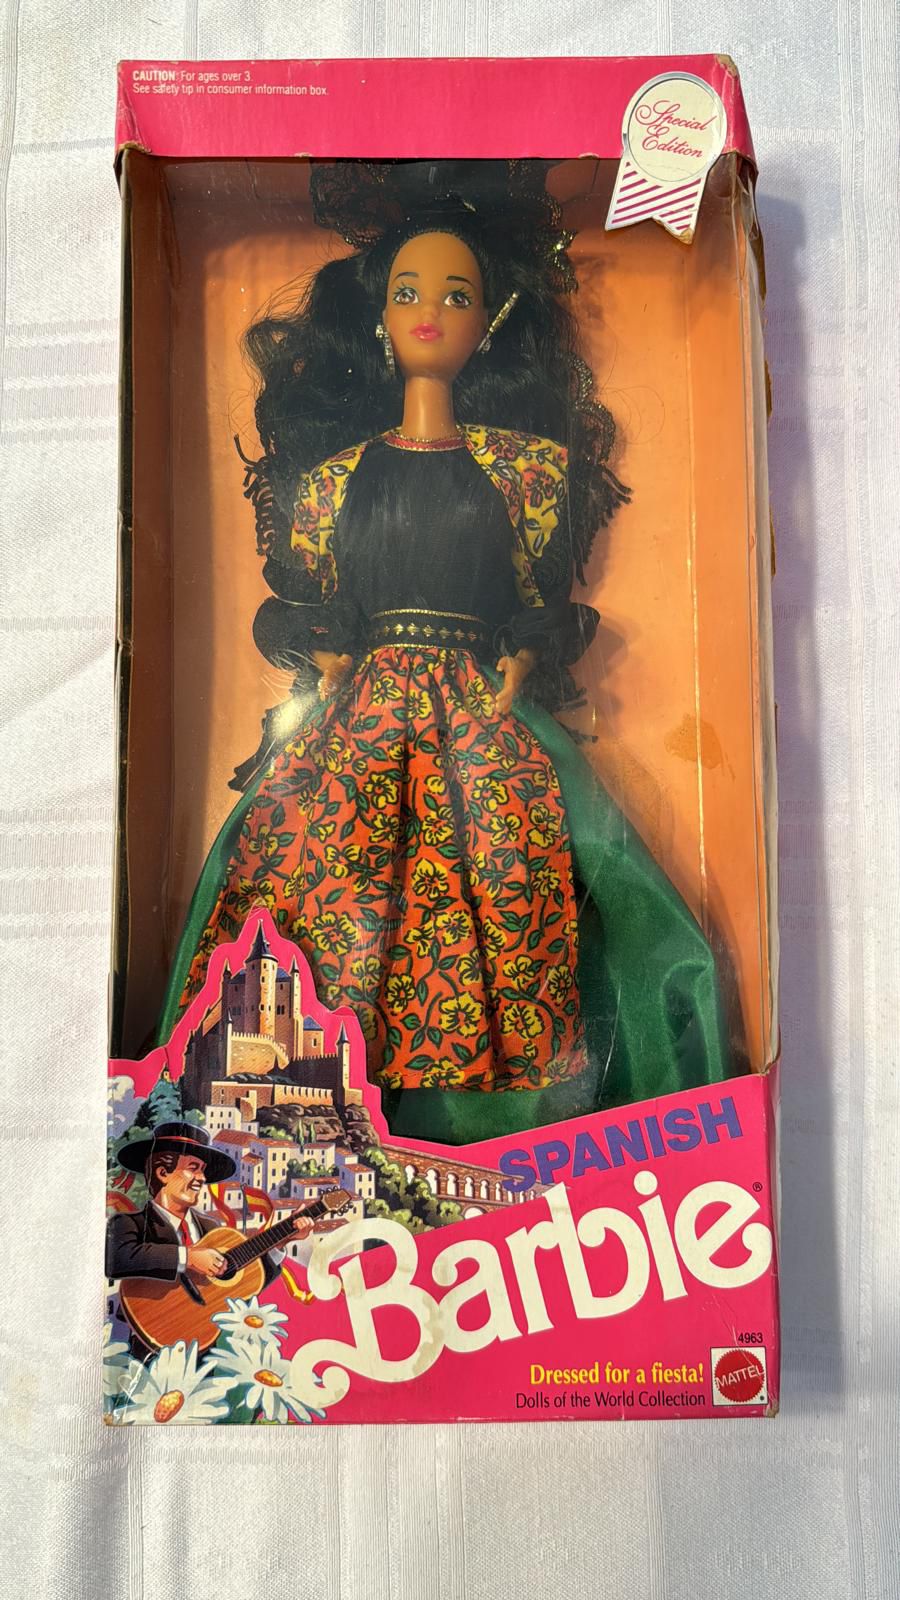 CAUTION: For ages over 3.
See safety tip in consumer information box.
Special
Edition
SPANISH
Barbie®
4963
Dressed for a fiesta!
Dolls of the World Collection
MATTEL